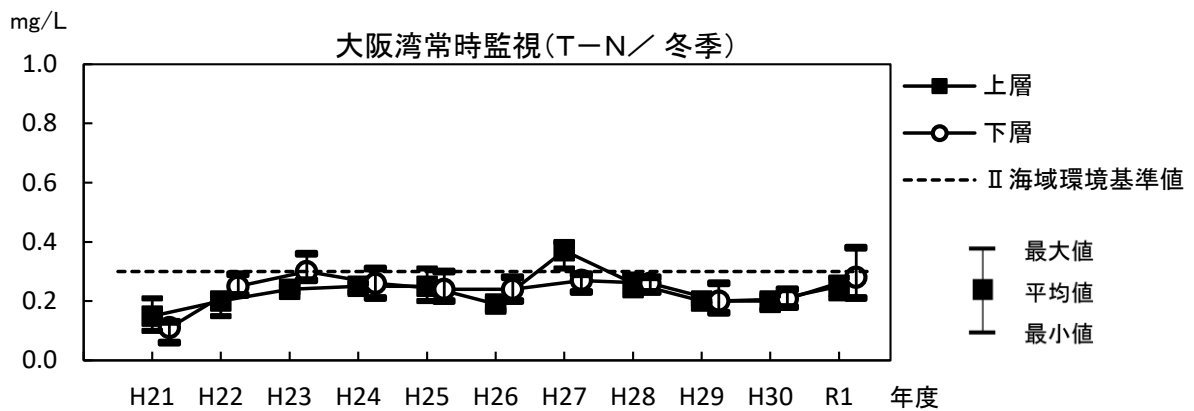 mg/L
大阪湾常時監視(T-N/ 冬季)
1.0
0.8
0.6
0.4
0.2
0.0
H21 H22 H23 H24 H25 H26 H27 H28 H29 H30 R1 年度
上層
下層
Ⅱ海域環境基準値
最大値
平均値
最小値